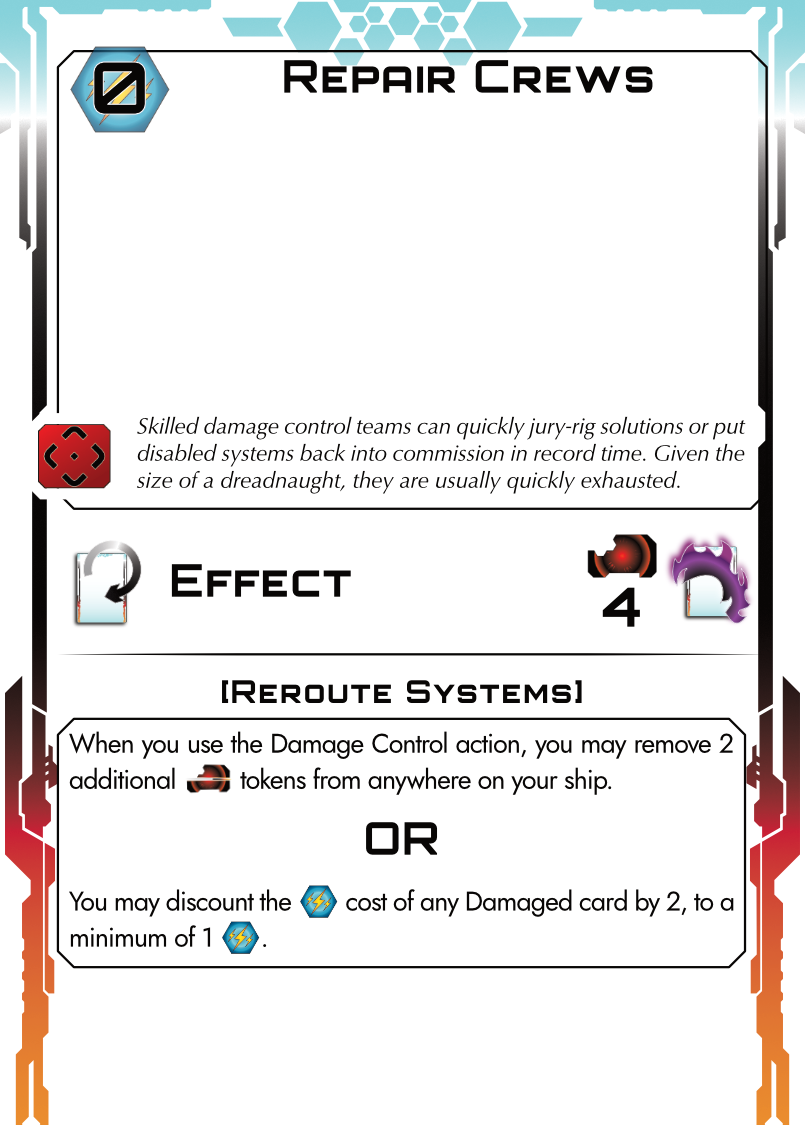 0
Repair Crews
Skilled damage control teams can quickly jury-rig solutions or put
disabled systems back into commission in record time. Given the
size of a dreadnaught, they are usually quickly exhausted.
Effect
4
[Reroute Systems]
When you use the Damage Control action, you may remove 2
additional tokens from anywhere on your ship.
OR
You may discount the cost of any Damaged card by 2, to a
minimum of 1 .